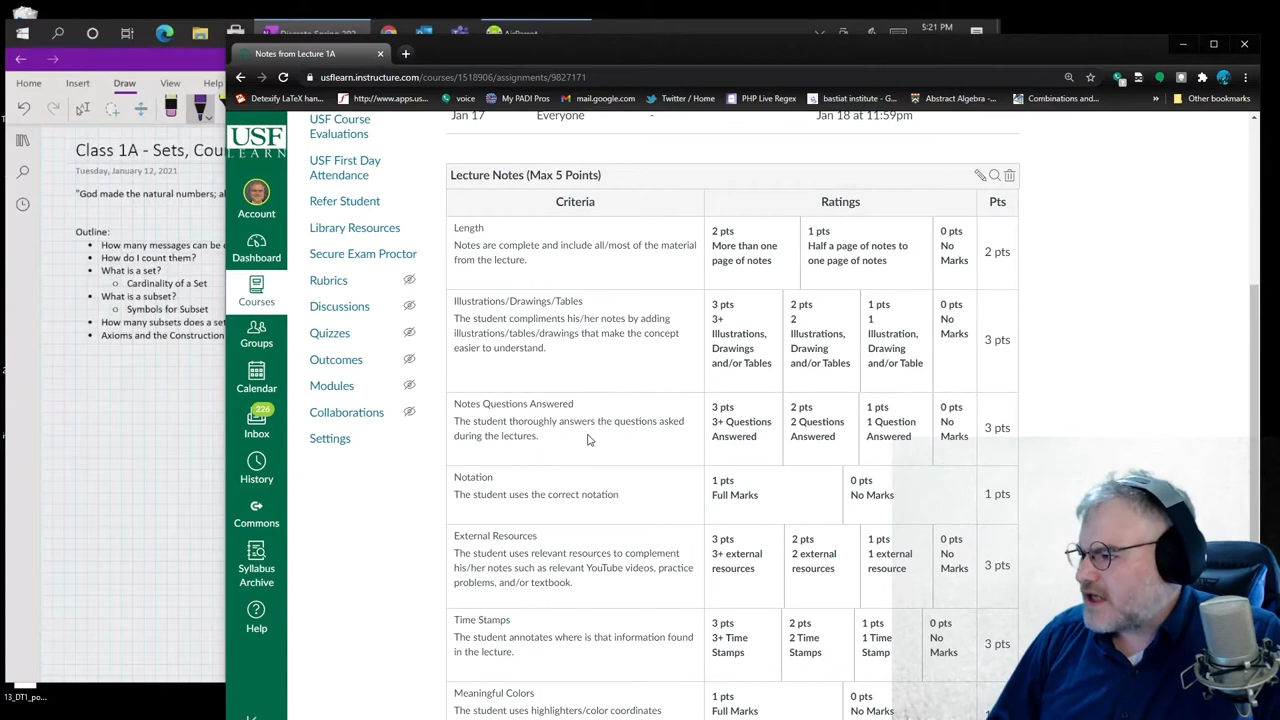 5:21 PM
Discrete Spring 202
AirParrot
Notes from Lecture 1A
usflearn.instructure.com/courses/1518906/assignments/9827171
Detexify LaTeX han...
http://www.apps.us...
voice
My PADI Pros
mail.google.com
Twitter / Home
PHP Live Regex
bastian institute - G...
Abstract Algebra -...
Combinations and...
»
Other bookmarks
Home
Insert
Draw
View
Help
Class 1A - Sets, Cou
Tuesday, January 12, 2021
"God made the natural numbers; al
Outline:
• How many messages can be c
• How do I count them?
• What is a set?
○ Cardinality of a Set
• What is a subset?
○ Symbols for Subset
• How many subsets does a set
• Axioms and the Construction
13_DT1_po...
USF
LEARN
Account
Dashboard
Courses
Groups
Calendar
226
Inbox
History
Commons
Syllabus
Archive
Help
USF Course
Evaluations
USF First Day
Attendance
Refer Student
Library Resources
Secure Exam Proctor
Rubrics
Discussions
Quizzes
Outcomes
Modules
Collaborations
Settings
Jan 17 Everyone - Jan 18 at 11:59pm
Lecture Notes (Max 5 Points)
Criteria Ratings Pts
Length
Notes are complete and include all/most of the material
from the lecture.
2 pts
More than one
page of notes
1 pts
Half a page of notes to
one page of notes
0 pts
No
Marks
2 pts
Illustrations/Drawings/Tables
The student compliments his/her notes by adding
illustrations/tables/drawings that make the concept
easier to understand.
3 pts
3+
Illustrations,
Drawings
and/or Tables
2 pts
2
Illustrations,
Drawing
and/or Tables
1 pts
1
Illustration,
Drawing
and/or Table
0 pts
No
Marks
3 pts
Notes Questions Answered
The student thoroughly answers the questions asked
during the lectures.
3 pts
3+ Questions
Answered
2 pts
2 Questions
Answered
1 pts
1 Question
Answered
0 pts
No
Marks
3 pts
Notation
The student uses the correct notation
1 pts
Full Marks
0 pts
No Marks
1 pts
External Resources
The student uses relevant resources to complement
his/her notes such as relevant YouTube videos, practice
problems, and/or textbook.
3 pts
3+ external
resources
2 pts
2 external
resources
1 pts
1 external
resource
0 pts
No
Marks
3 pts
Time Stamps
The student annotates where is that information found
in the lecture.
3 pts
3+ Time
Stamps
2 pts
2 Time
Stamps
1 pts
1 Time
Stamp
0 pts
No
Marks
3 pts
Meaningful Colors
The student uses highlighters/color coordinates
1 pts
Full Marks
0 pts
No Marks